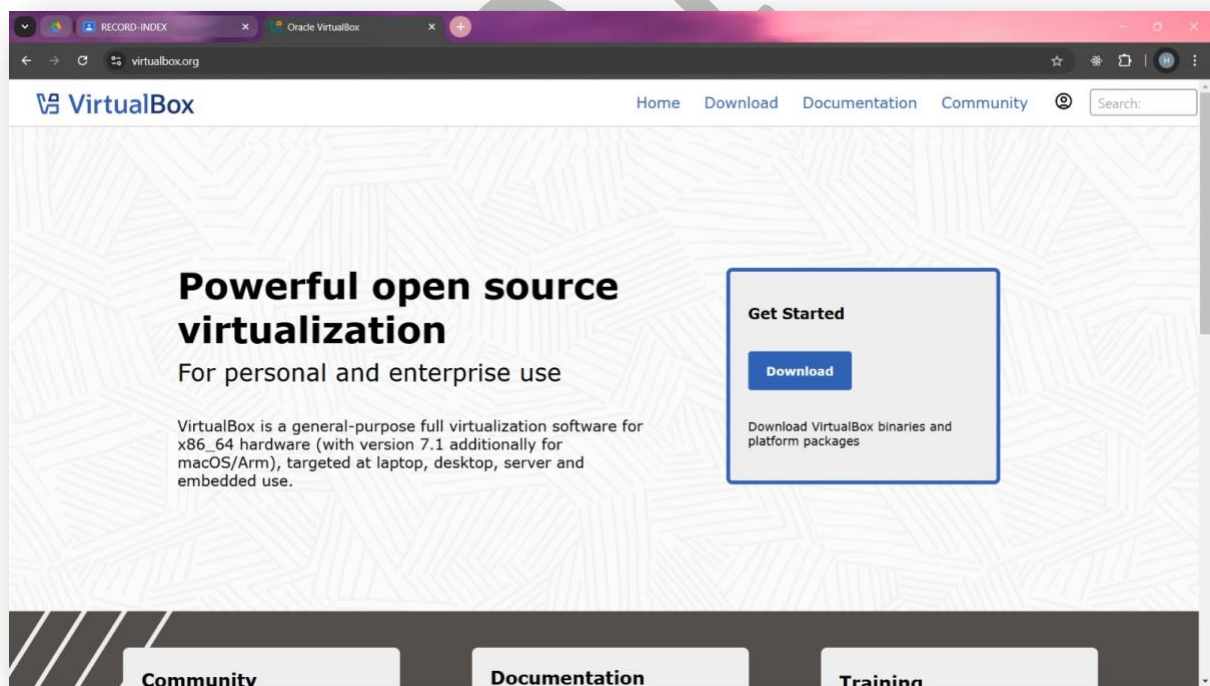 RECORD-INDEX
Oracle VirtualBox
virtualbox.org
H
VirtualBox
Home Download Documentation Community Search:
Powerful open source
virtualization
For personal and enterprise use
VirtualBox is a general-purpose full virtualization software for
x86_64 hardware (with version 7.1 additionally for
macOS/Arm), targeted at laptop, desktop, server and
embedded use.
Get Started
Download
Download VirtualBox binaries and
platform packages
Community
Documentation
Training